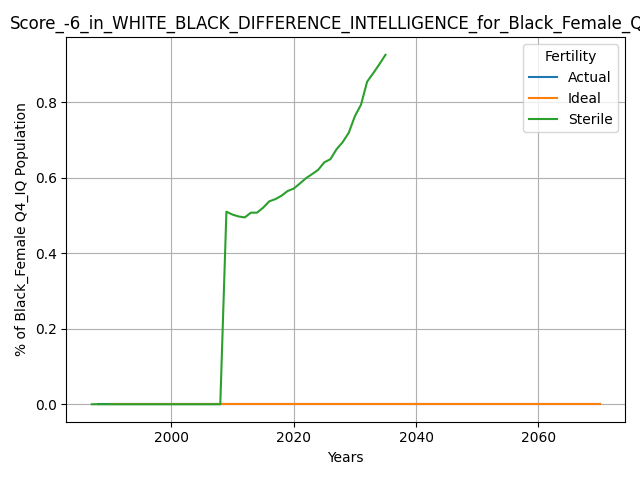 Score_-6_in_WHITE_BLACK_DIFFERENCE_INTELLIGENCE_for_Black_Female_Q
Fertility
Actual
Ideal
Sterile
% of Black_Female Q4_IQ Population
0.8
0.6
0.4
0.2
0.0
2000 2020 2040 2060
Years